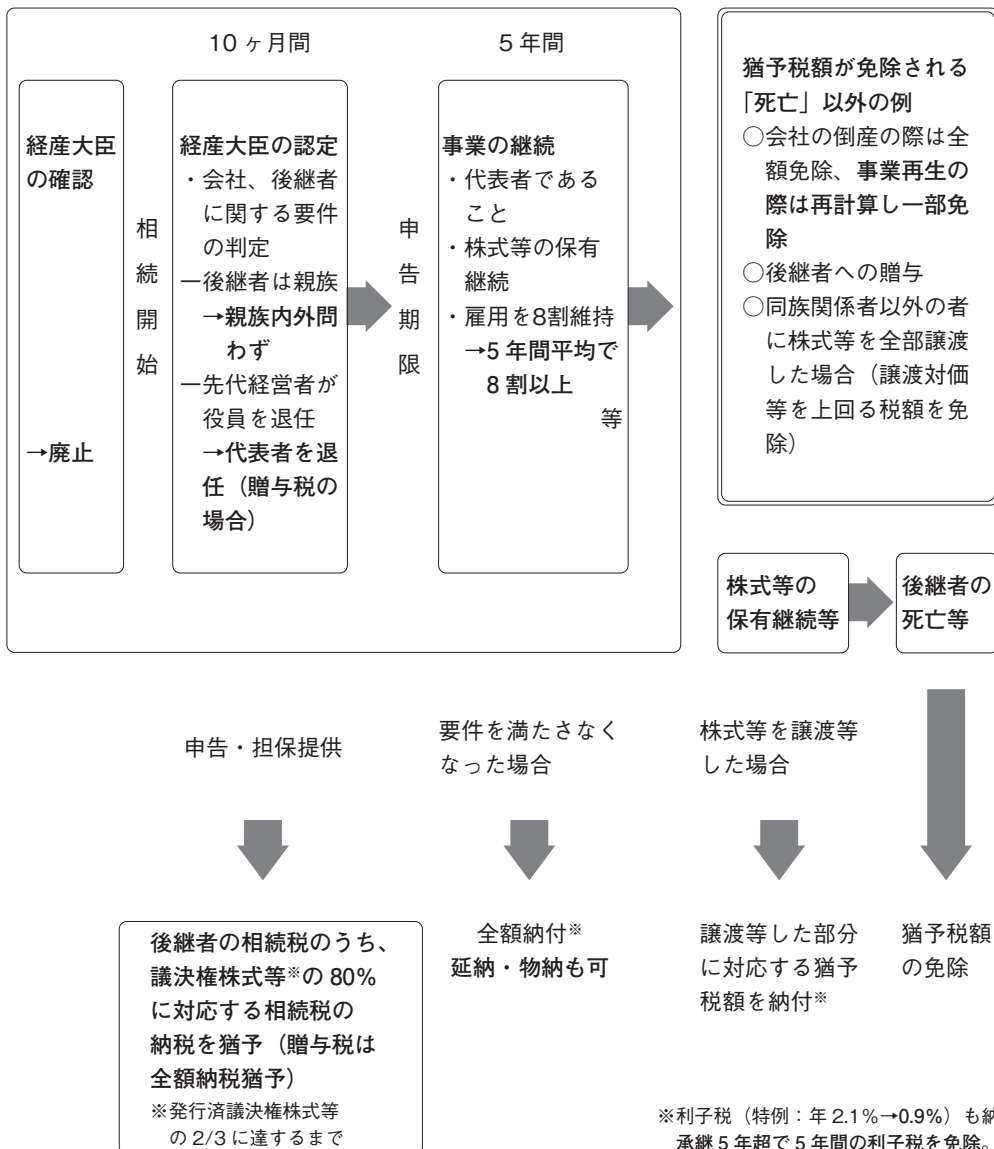 10ヶ月間
5年間
経産大臣
の確認
→廃止
相続開始
経産大臣の認定
・会社、後継者
に関する要件
の判定
ー後継者は親族
→親族内外問
わず
ー先代経営者が
役員を退任
→代表者を退
任（贈与税の
場合）
申告期限
事業の継続
・代表者である
こと
・株式等の保有
継続
・雇用を8割維持
→5年間平均で
8割以上
等
猶予税額が免除される
「死亡」以外の例
○会社の倒産の際は全
額免除、事業再生の
際は再計算し一部免
除
○後継者への贈与
○同族関係者以外の者
に株式等を全部譲渡
した場合（譲渡対価
等を上回る税額を免
除）
株式等の
保有継続等
後継者の
死亡等
申告・担保提供
要件を満たさなく
なった場合
株式等を譲渡等
した場合
後継者の相続税のうち、
議決権株式等※の80%
に対応する相続税の
納税を猶予（贈与税は
全額納税猶予）
※発行済議決権株式等
の2/3に達するまで
全額納付※
延納・物納も可
譲渡等した部分
に対応する猶予
税額を納付※
猶予税額
の免除
※利子税（特例：年2.1％→0.9%）も納
承継5年超で5年間の利子税を免除。